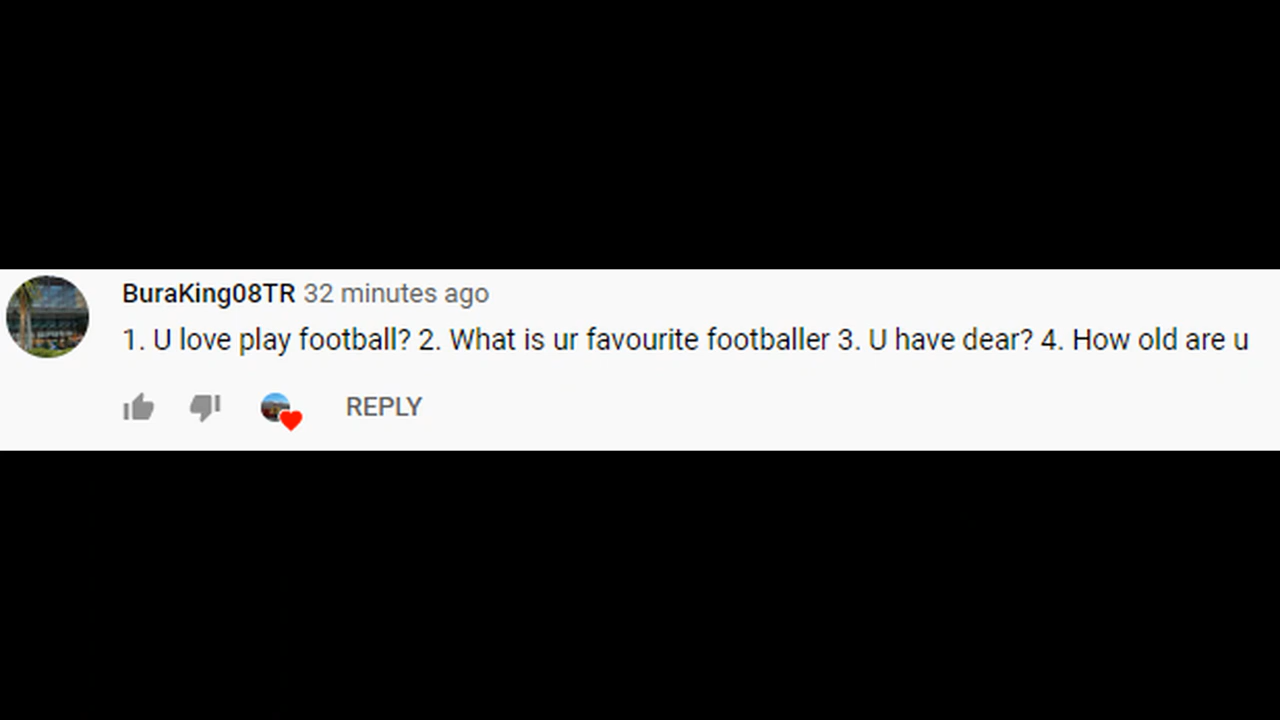 BuraKing08TR 32 minutes ago
1. U love play football? 2. What is ur favourite footballer 3. U have dear? 4. How old are u
REPLY